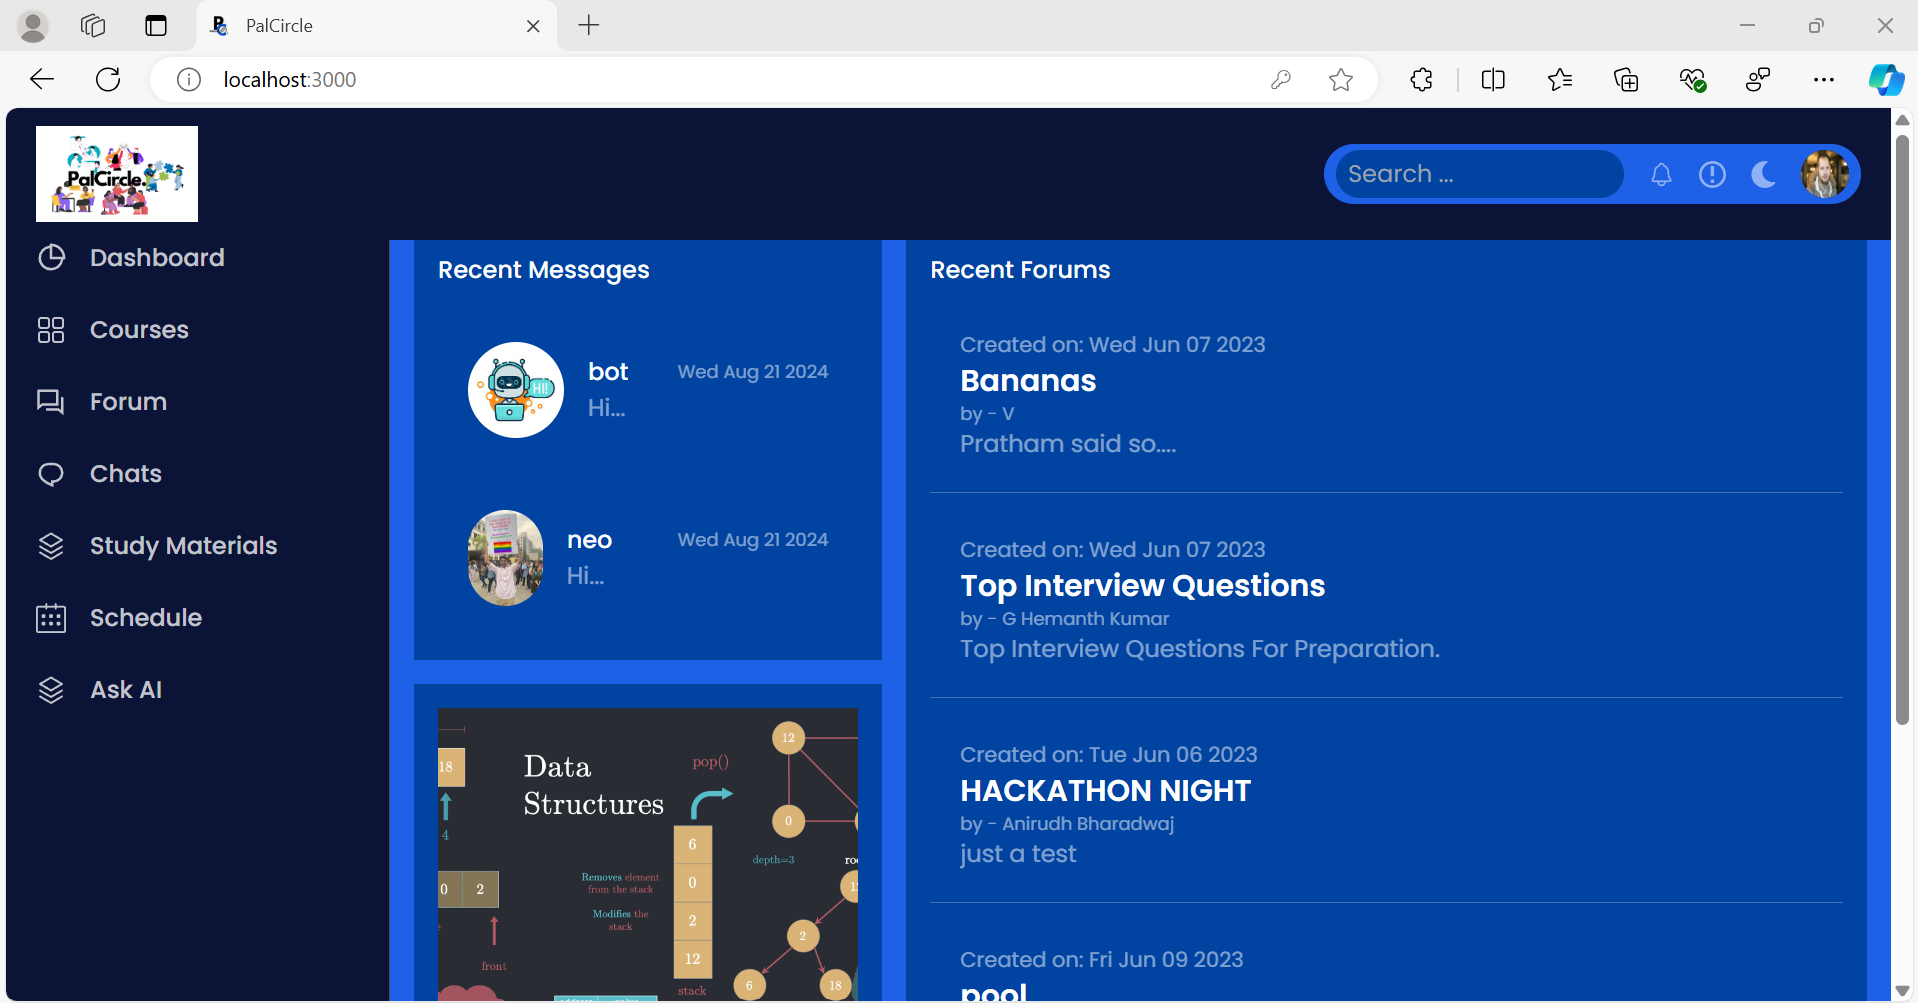 PalCircle
localhost:3000
PalCircle.
Search ...
Dashboard
Courses
Forum
Chats
Study Materials
Schedule
Ask AI
Recent Messages
bot
Wed Aug 21 2024
Hi...
HI!
neo
Wed Aug 21 2024
Hi...
18
4
0 2
front
Data
Structures
pop()
Removes element
from the stack
Modifies the
stack
6
0
2
12
stack
12
0
depth=3
2
6
18
Recent Forums
Created on: Wed Jun 07 2023
Bananas
by - V
Pratham said so....
Created on: Wed Jun 07 2023
Top Interview Questions
by - G Hemanth Kumar
Top Interview Questions For Preparation.
Created on: Tue Jun 06 2023
HACKATHON NIGHT
by - Anirudh Bharadwaj
just a test
Created on: Fri Jun 09 2023
pool